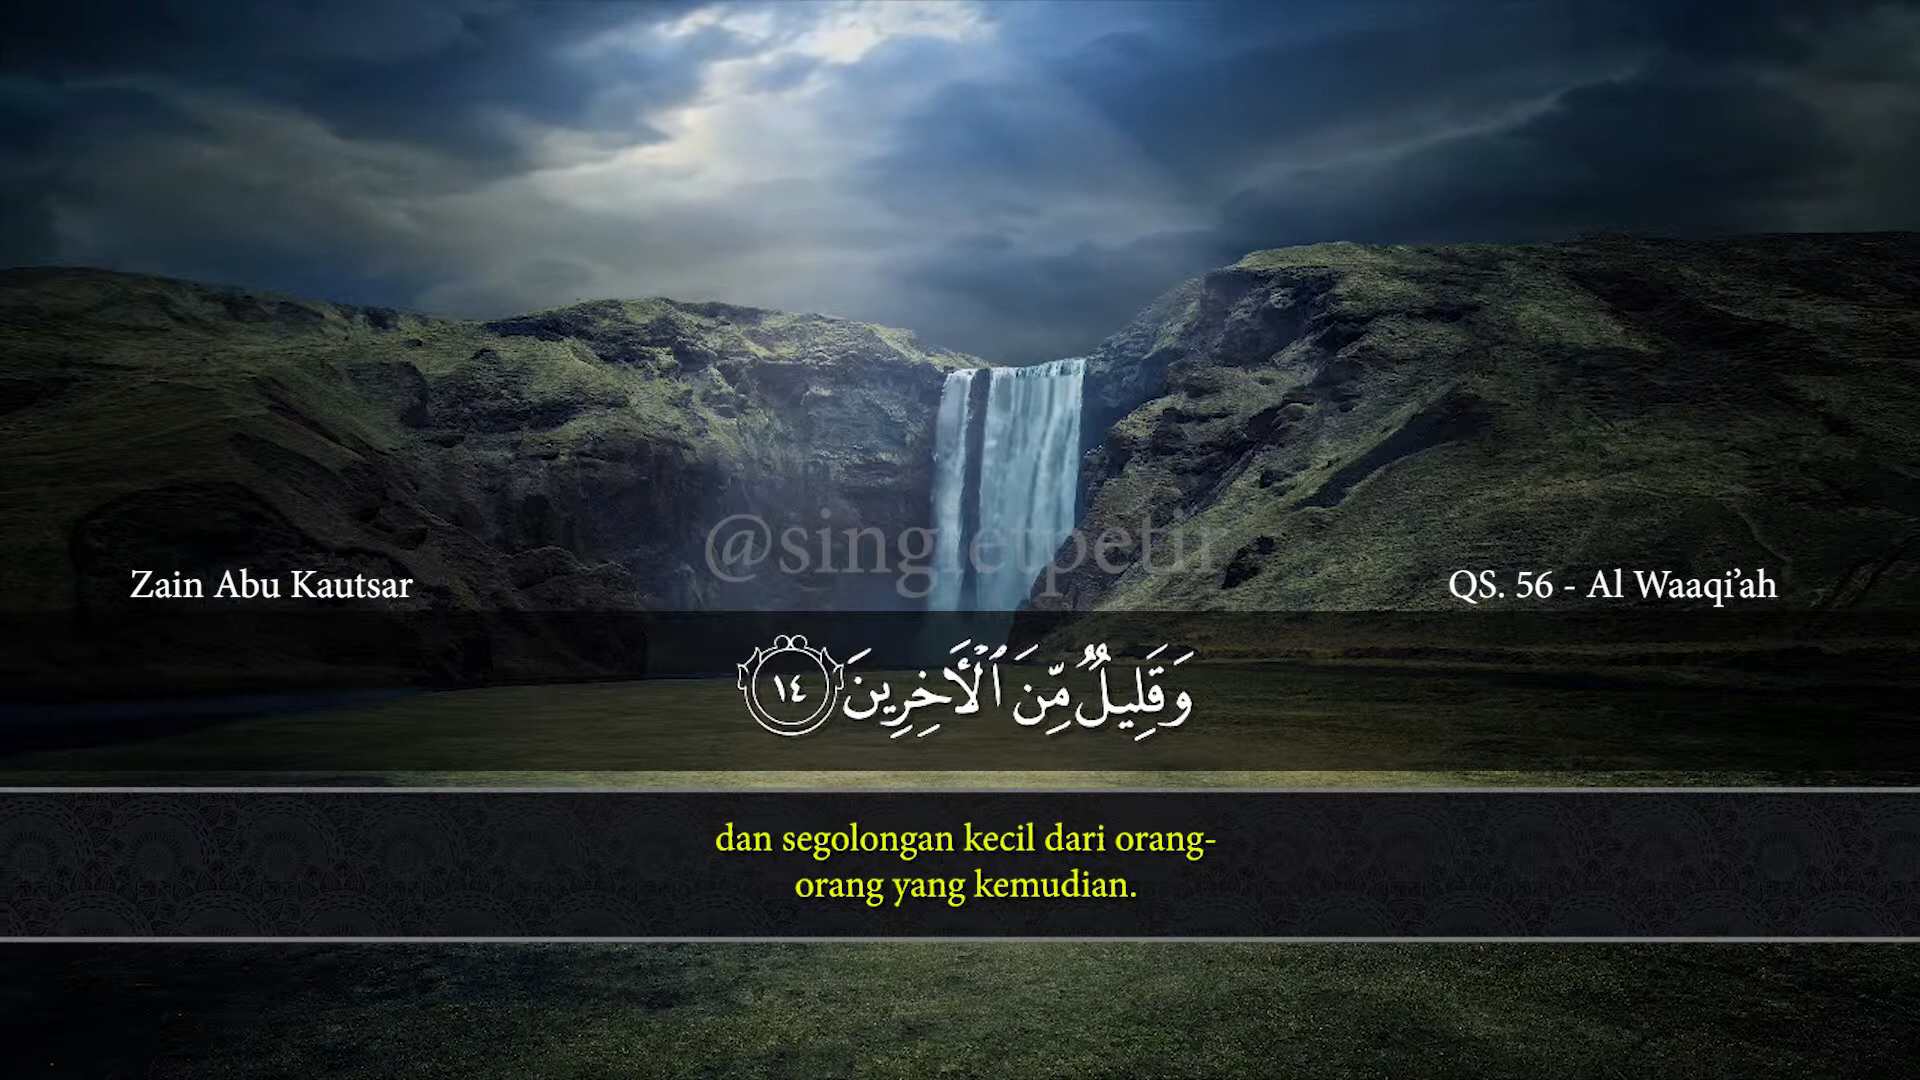 @singletpetir
Zain Abu Kautsar
QS. 56 - Al Waaqi’ah
وَقَلِيلٌ مِّنَ ٱلْأَخِرِينَ ١٤
dan segolongan kecil dari orang-
orang yang kemudian.